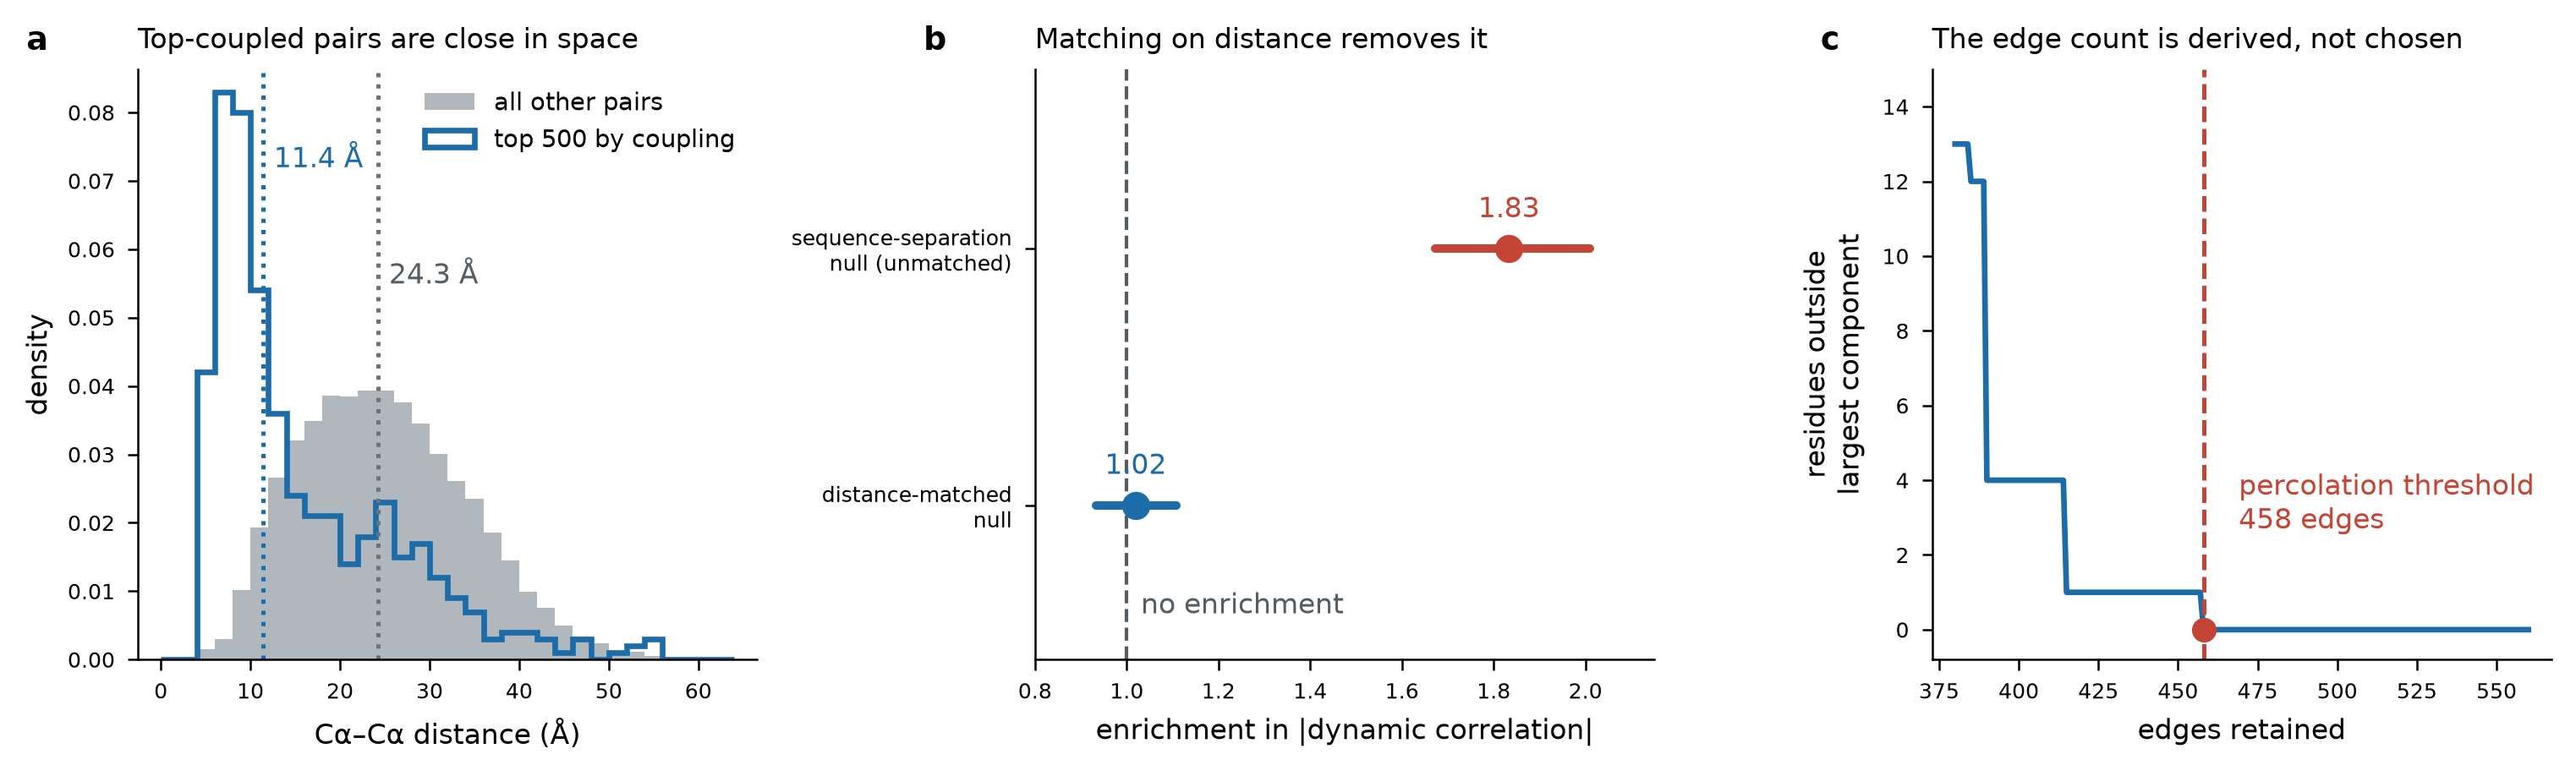 a
Top-coupled pairs are close in space
all other pairs
top 500 by coupling
11.4 Å
24.3 Å
density
0.08
0.07
0.06
0.05
0.04
0.03
0.02
0.01
0.00
0 10 20 30 40 50 60
Cα–Cα distance (Å)
b
Matching on distance removes it
1.83
sequence-separation
null (unmatched)
1.02
distance-matched
null
no enrichment
0.8 1.0 1.2 1.4 1.6 1.8 2.0
enrichment in |dynamic correlation|
c
The edge count is derived, not chosen
residues outside
largest component
14
12
10
8
6
4
2
0
percolation threshold
458 edges
375 400 425 450 475 500 525 550
edges retained